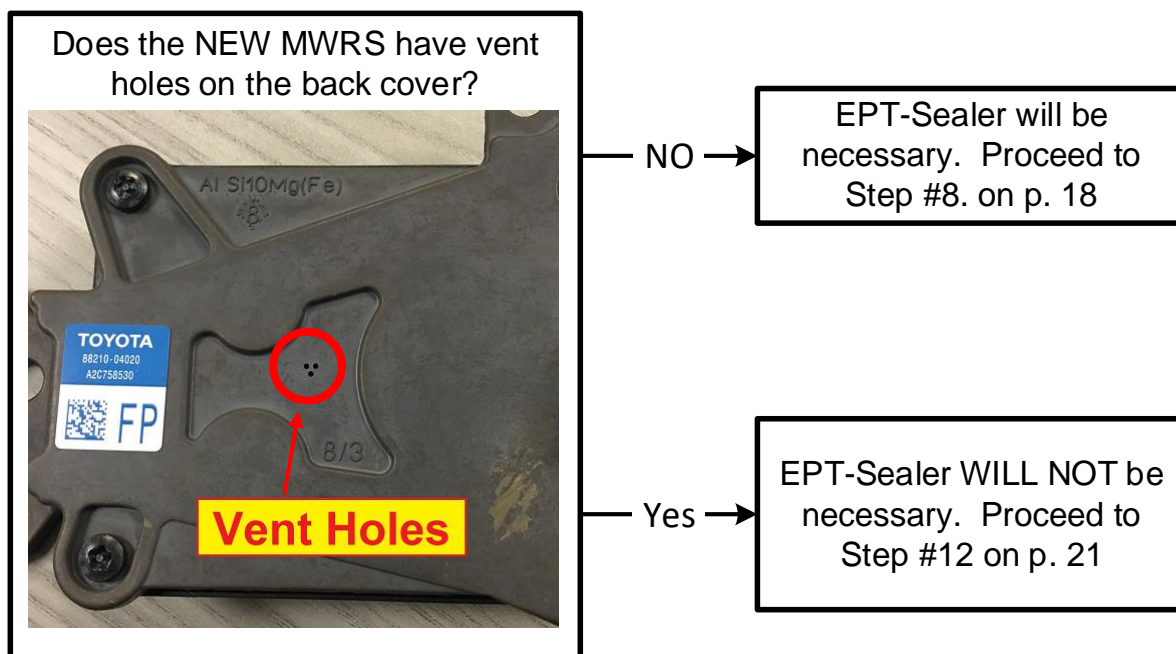 Does the NEW MWRS have vent
holes on the back cover?
Al Si10Mg(Fe)
8
TOYOTA
88210-04020
A2C758530
FP
8/3
Vent Holes
NO
EPT-Sealer will be
necessary.  Proceed to
Step #8. on p. 18
Yes
EPT-Sealer WILL NOT be
necessary.  Proceed to
Step #12 on p. 21